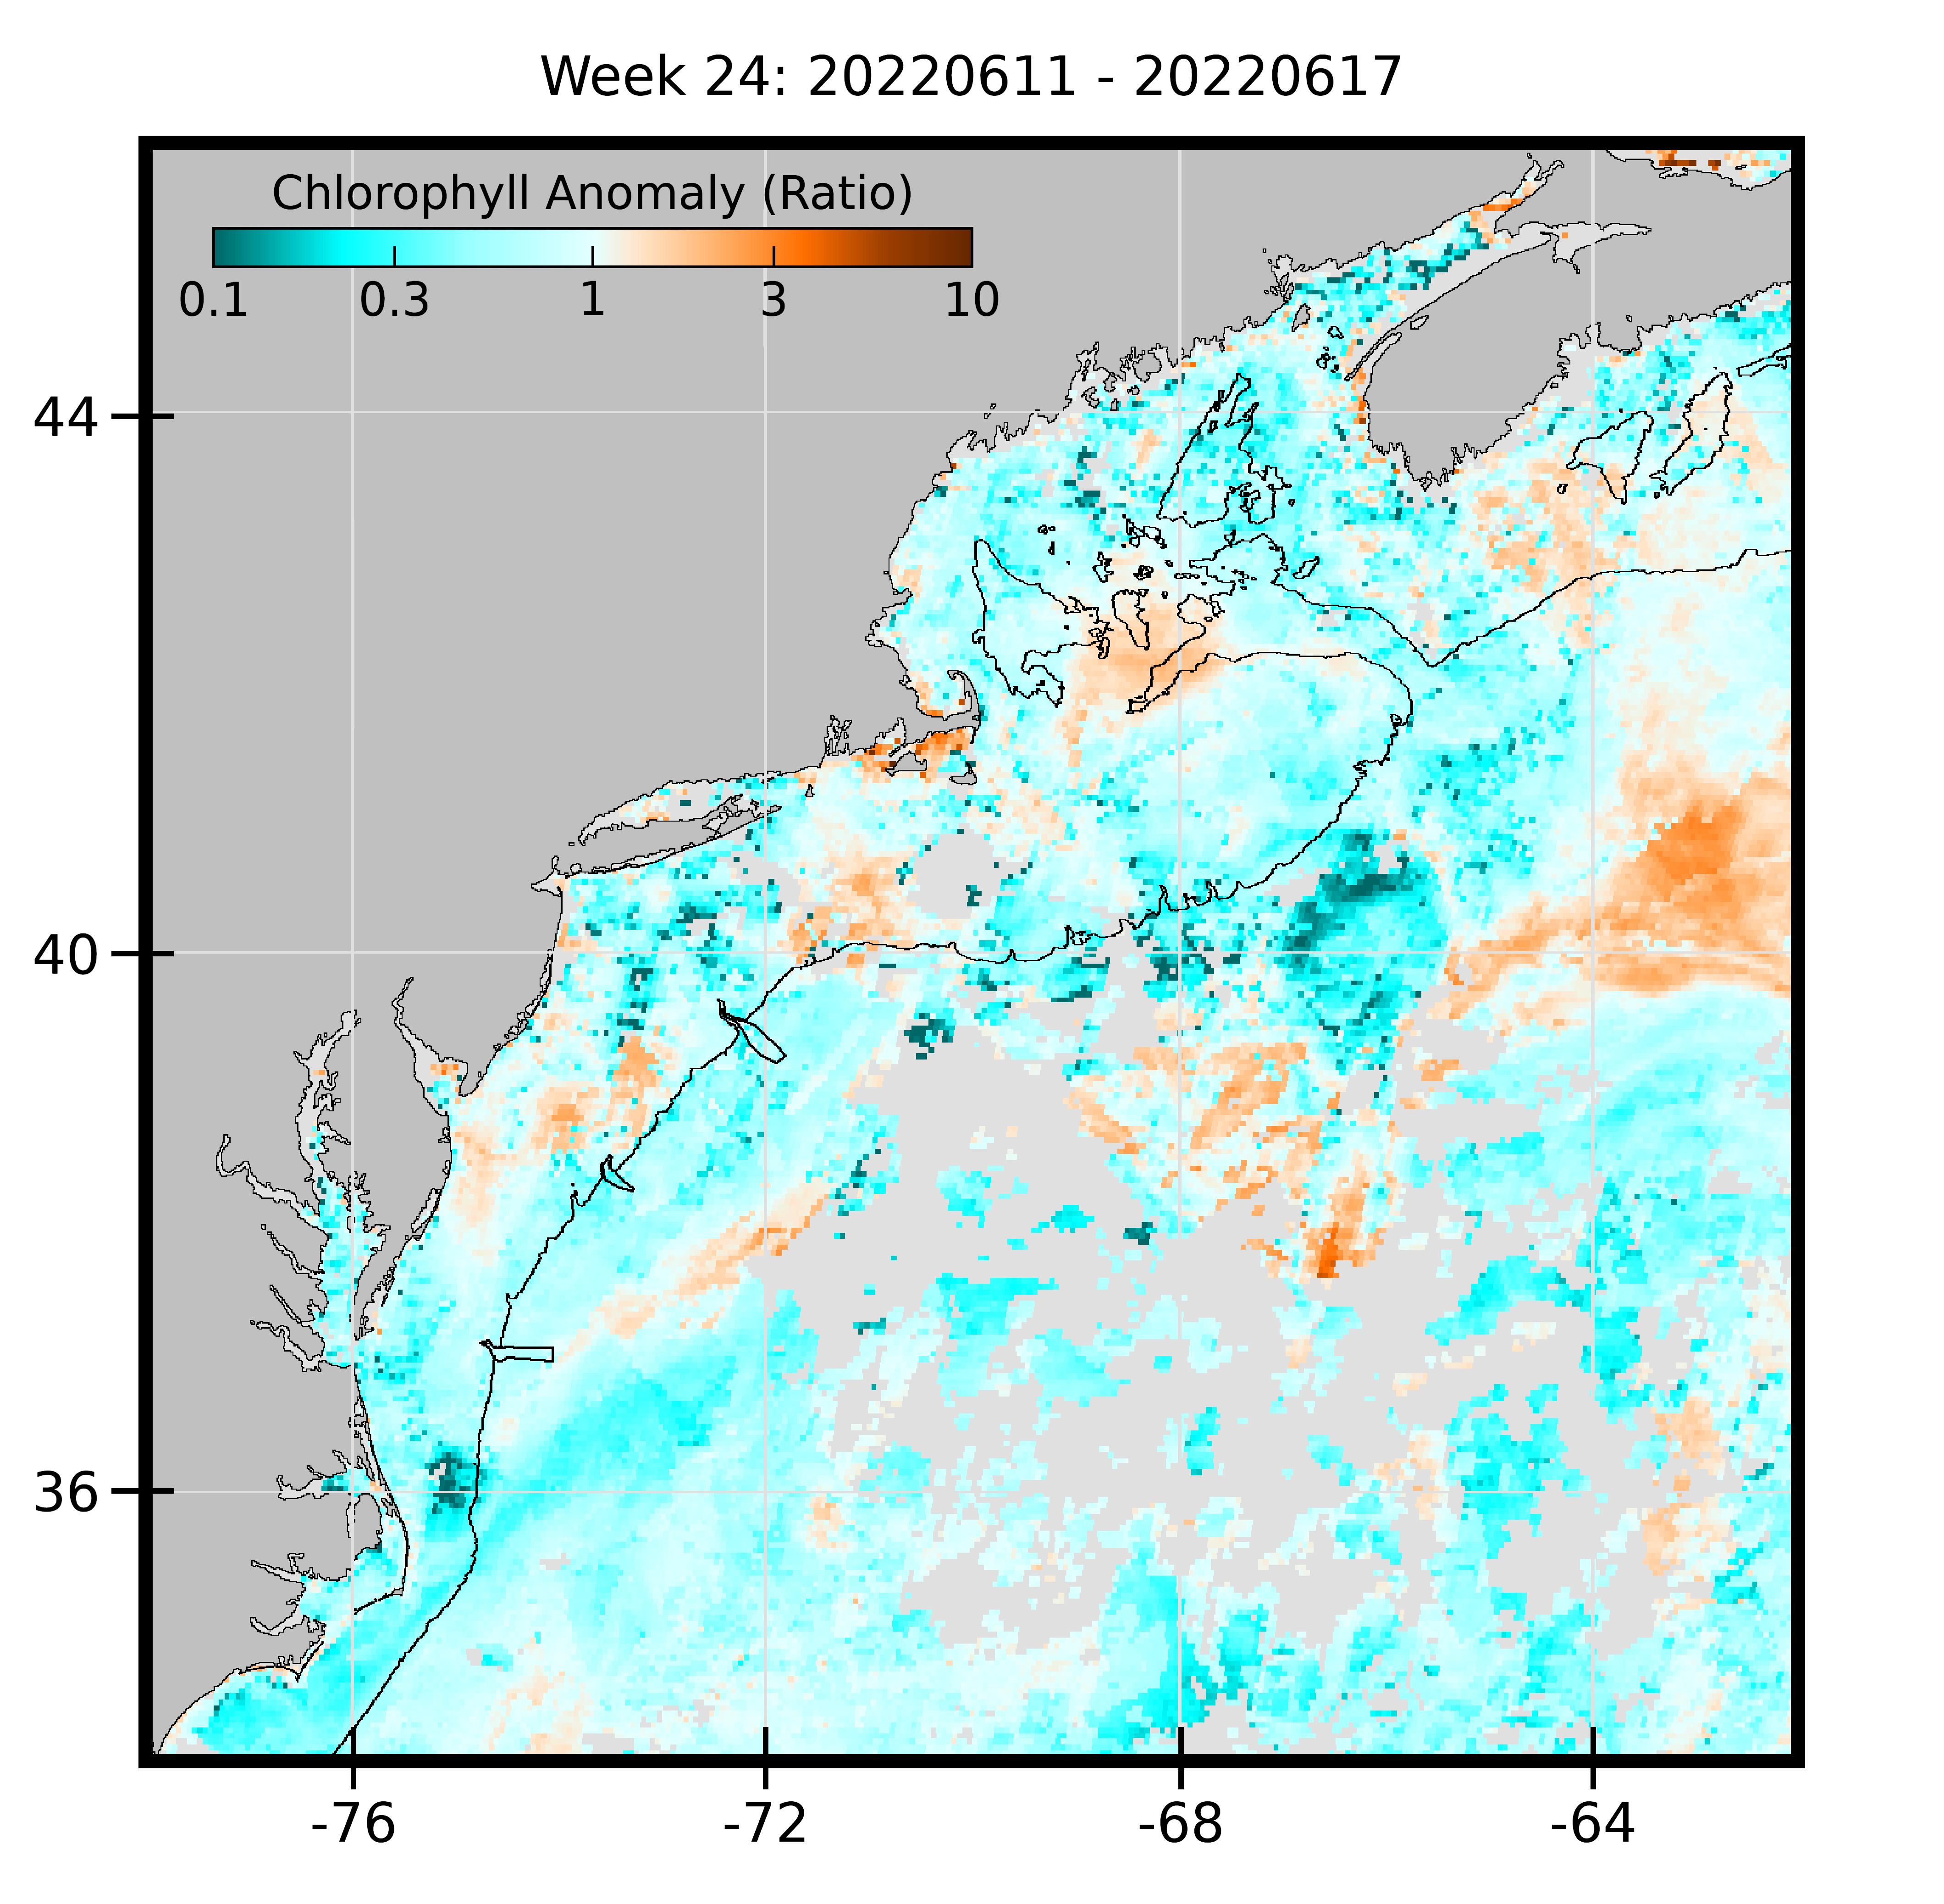 Week 24: 20220611 - 20220617
Chlorophyll Anomaly (Ratio)
0.1 0.3 1 3 10
44
40
36
-76 -72 -68 -64